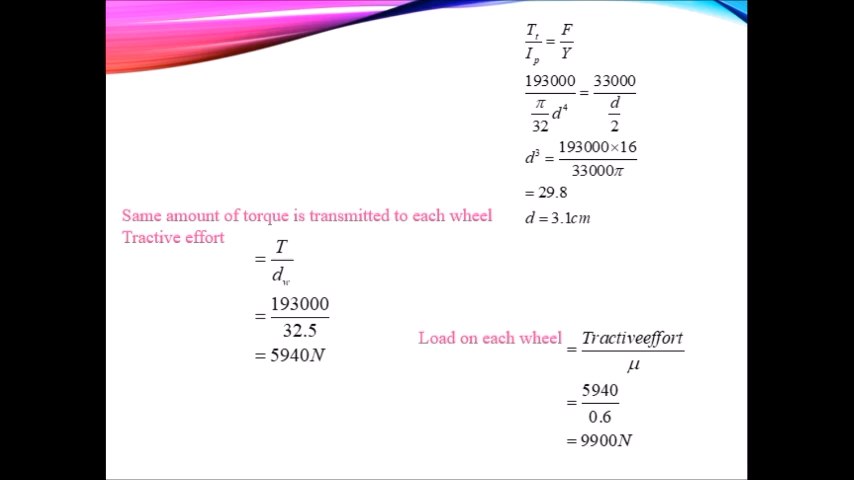 T_t / I_p = F / Y
193000 / (π/32 d⁴) = 33000 / (d/2)
d³ = 193000×16 / 33000π
= 29.8
d = 3.1cm
Same amount of torque is transmitted to each wheel
Tractive effort
= T / d_w
= 193000 / 32.5
= 5940N
Load on each wheel = Tractiveeffort / μ
= 5940 / 0.6
= 9900N